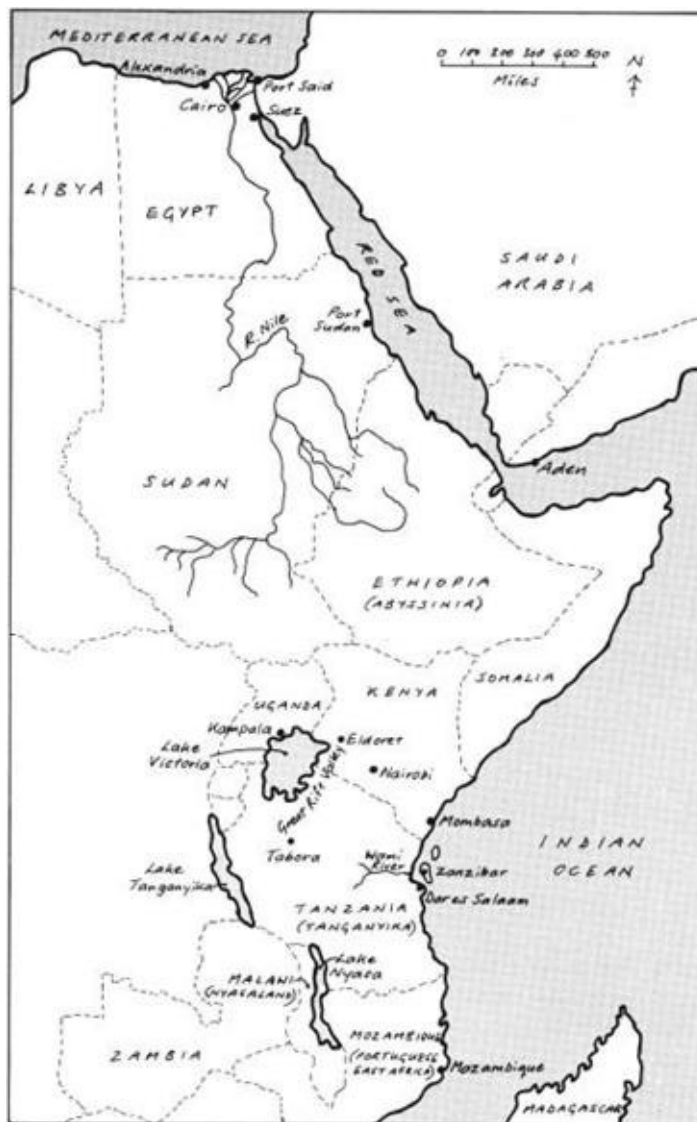 MEDITERRANEAN SEA
Alexandria
Port Said
Cairo
Suez
0 100 200 300 400 500
Miles
N
LIBYA
EGYPT
RED SEA
SAUDI
ARABIA
R. Nile
Port
Sudan
SUDAN
Aden
ETHIOPIA
(ABYSSINIA)
SOMALIA
UGANDA
KENYA
Kampala
Eldoret
Lake
Victoria
Nairobi
Great Rift Valley
Mombasa
Tabora
Wami
River
Zanzibar
INDIAN
OCEAN
Lake
Tanganyika
Dar es Salaam
TANZANIA
(TANGANYIKA)
Lake
Nyasa
MALAWI
(NYASALAND)
ZAMBIA
MOZAMBIQUE
(PORTUGUESE
EAST AFRICA)
Mozambique
MADAGASCAR